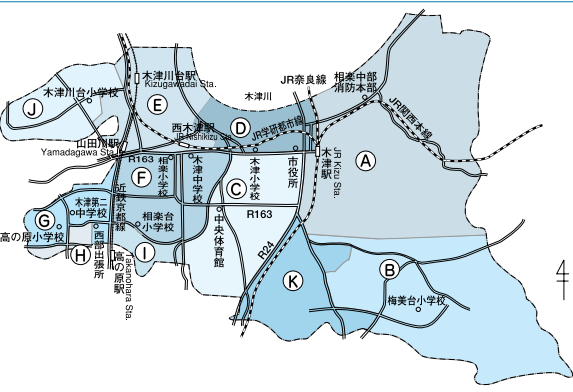 JR奈良線
相楽中部
消防本部
木津川台駅
Kizugawadai Sta.
木津川
木津川台小学校
J
E
D
JR学研都市線
JR関西本線
西木津駅
JR Nishikizu Sta.
山田川駅
Yamadagawa Sta.
R163
相楽小学校
木津中学校
木津小学校
市役所
木津駅
JR Kizu Sta.
A
F
C
近鉄京都線
木津第二
中学校
相楽台
小学校
中央体育館
R163
G
高の原小学校
H
西部出張所
高の原駅
Takanohara Sta.
I
R24
K
B
梅美台小学校